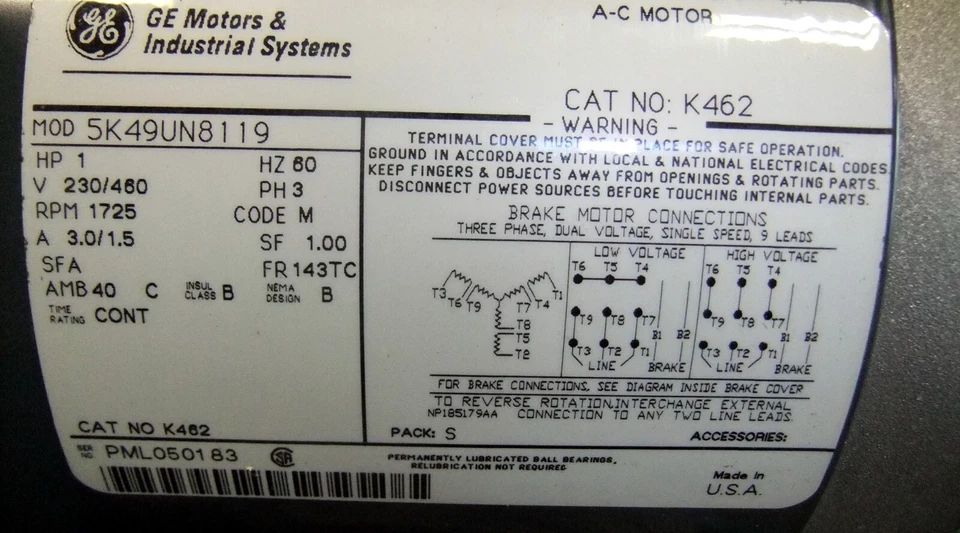 GE
GE Motors &
Industrial Systems
A-C MOTOR
CAT NO: K462
MOD 5K49UN8119
HP 1
HZ 60
V 230/460
PH 3
RPM 1725
CODE M
A 3.0/1.5
SF 1.00
SFA
FR 143TC
AMB 40 C
INSUL CLASS B
NEMA DESIGN B
TIME RATING CONT
CAT NO K462
SER NO. PML050183
SA
- WARNING -
TERMINAL COVER MUST BE IN PLACE FOR SAFE OPERATION.
GROUND IN ACCORDANCE WITH LOCAL & NATIONAL ELECTRICAL CODES.
KEEP FINGERS & OBJECTS AWAY FROM OPENINGS & ROTATING PARTS.
DISCONNECT POWER SOURCES BEFORE TOUCHING INTERNAL PARTS.
BRAKE MOTOR CONNECTIONS
THREE PHASE, DUAL VOLTAGE, SINGLE SPEED, 9 LEADS
T3 T6 T9 T7 T4 T1
T8
T5
T2
LOW VOLTAGE
T6 T5 T4
T9 T8 T7
B1 B2
T3 T2 T1
LINE BRAKE
HIGH VOLTAGE
T6 T5 T4
T9 T8 T7
B1 B2
T3 T2 T1
LINE BRAKE
FOR BRAKE CONNECTIONS, SEE DIAGRAM INSIDE BRAKE COVER
TO REVERSE ROTATION,INTERCHANGE EXTERNAL
NP185179AA CONNECTION TO ANY TWO LINE LEADS.
PACK: S
ACCESSORIES:
PERMANENTLY LUBRICATED BALL BEARINGS,
RELUBRICATION NOT REQUIRED
Made in
U.S.A.